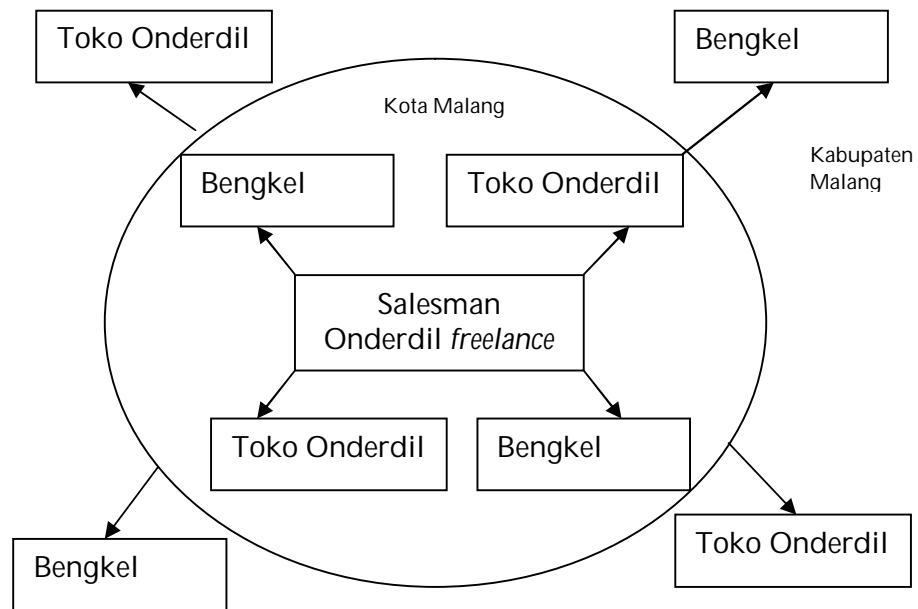 Toko Onderdil
Bengkel
Kota Malang
Kabupaten
Malang
Bengkel
Toko Onderdil
Salesman
Onderdil freelance
Toko Onderdil
Bengkel
Toko Onderdil
Bengkel